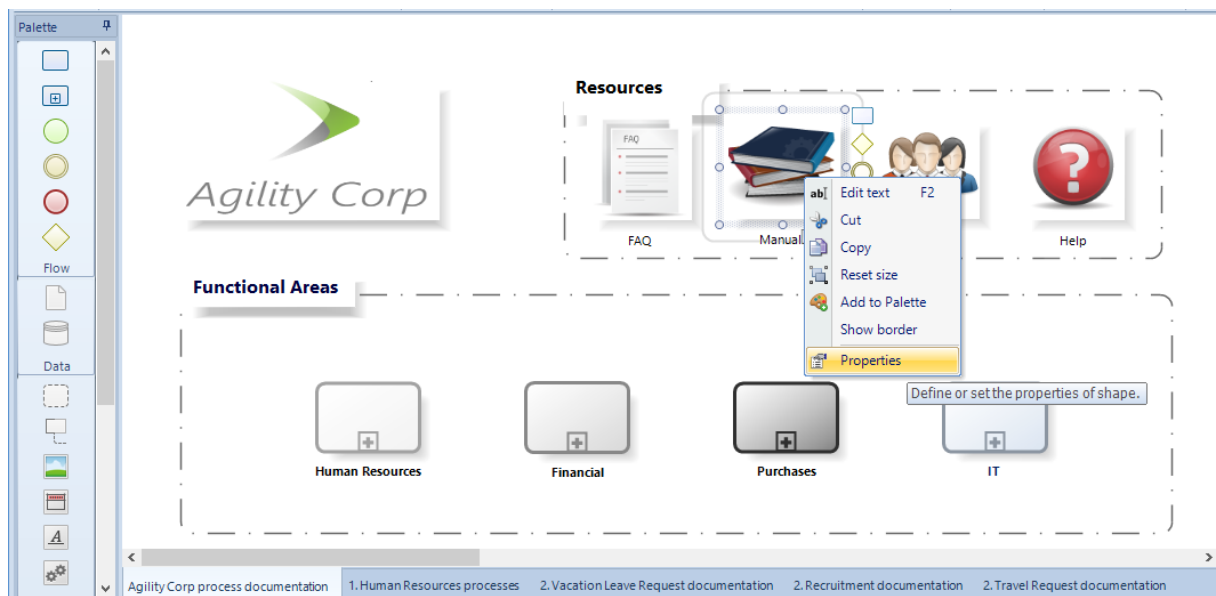 Palette
Flow
Data
A
Agility Corp
Resources
FAQ
FAQ
Manual
Help
ab Edit text F2
Cut
Copy
Reset size
Add to Palette
Show border
Properties
Define or set the properties of shape.
Functional Areas
Human Resources
Financial
Purchases
IT
Agility Corp process documentation
1. Human Resources processes
2. Vacation Leave Request documentation
2. Recruitment documentation
2. Travel Request documentation